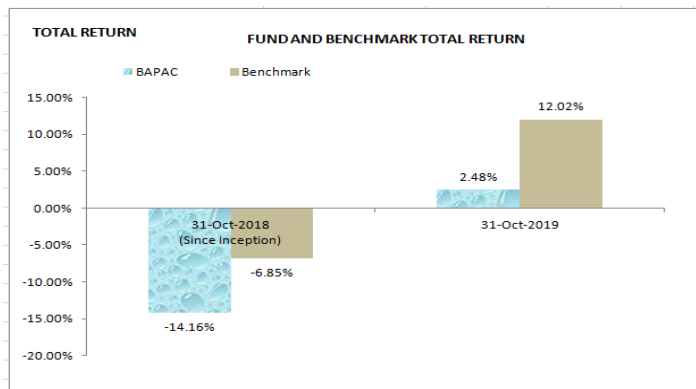 TOTAL RETURN
FUND AND BENCHMARK TOTAL RETURN
BAPAC
Benchmark
15.00%
12.02%
10.00%
5.00%
2.48%
0.00%
31-Oct-2018
(Since Inception)
31-Oct-2019
-5.00%
-6.85%
-10.00%
-14.16%
-15.00%
-20.00%